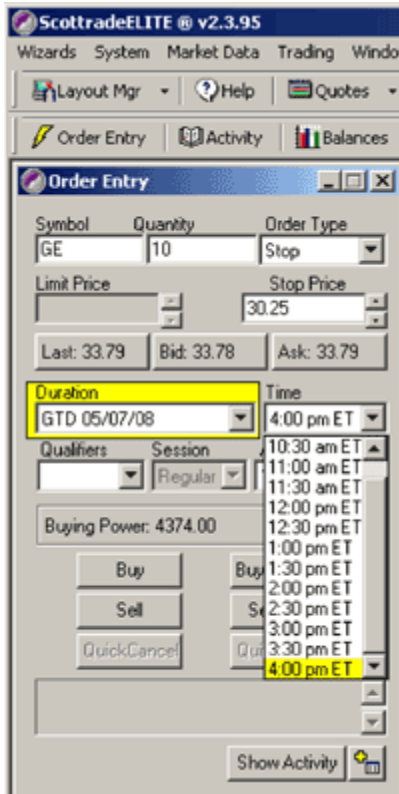 ScottradeELITE ® v2.3.95
Wizards System Market Data Trading
Layout Mgr Help Quotes
Order Entry Activity Balances
Order Entry
Symbol Quantity Order Type
GE 10 Stop
Limit Price Stop Price
30.25
Last: 33.79 Bid: 33.78 Ask: 33.79
Duration Time
GTD 05/07/08 4:00 pm ET
Qualifiers Session
Regular
10:30 am ET
11:00 am ET
11:30 am ET
12:00 pm ET
12:30 pm ET
1:00 pm ET
1:30 pm ET
2:00 pm ET
2:30 pm ET
3:00 pm ET
3:30 pm ET
4:00 pm ET
Buying Power: 4374.00
Buy Buy
Sell
QuickCancel
Show Activity